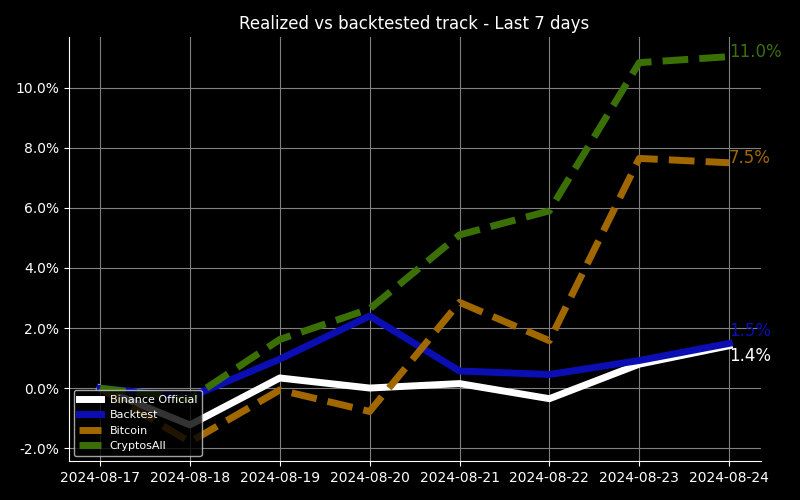 Realized vs backtested track - Last 7 days
11.0%
10.0%
8.0%
7.5%
6.0%
4.0%
2.0%
1.5%
1.4%
0.0%
-2.0%
Binance Official
Backtest
Bitcoin
CryptosAll
2024-08-17 2024-08-18 2024-08-19 2024-08-20 2024-08-21 2024-08-22 2024-08-23 2024-08-24